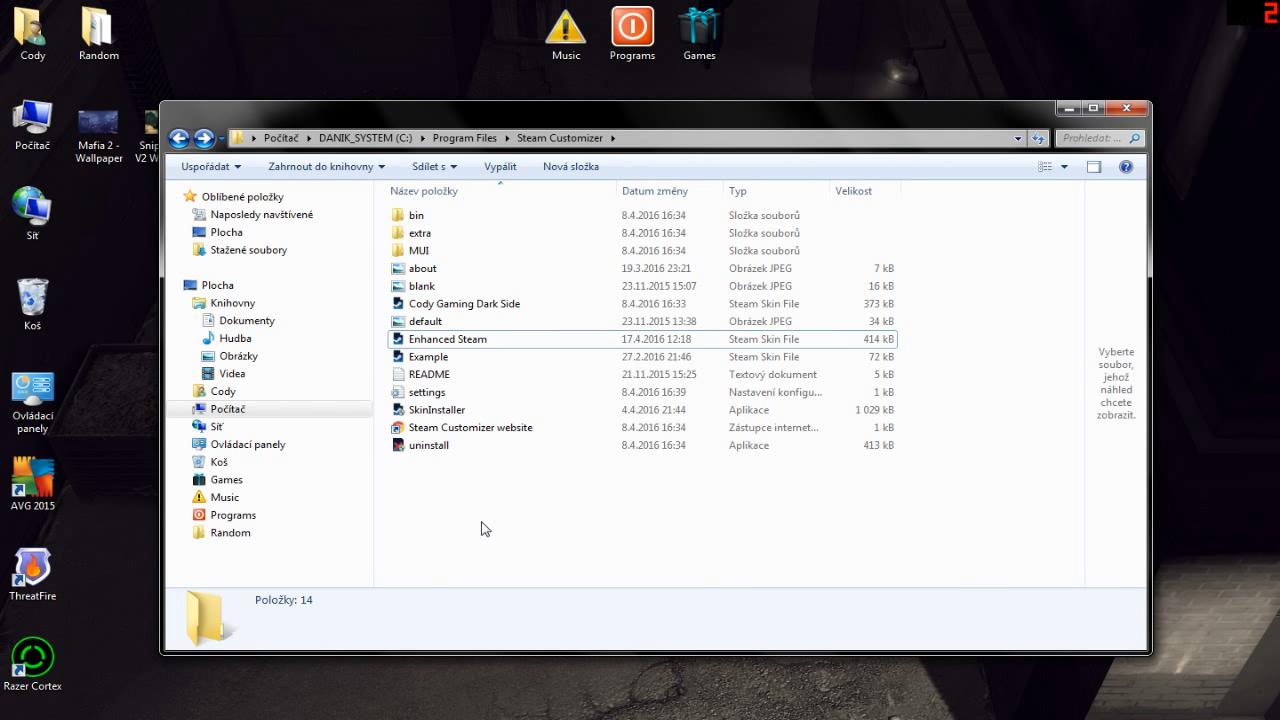 2
Cody
Random
Music
Programs
Games
Počítač
Mafia 2 -
Wallpaper
Snip
V2 W
Síť
Koš
Ovládací
panely
AVG 2015
ThreatFire
Razer Cortex
Počítač DANIK_SYSTEM (C:) Program Files Steam Customizer
Prohledat: ...
Uspořádat Zahrnout do knihovny Sdílet s Vypálit Nová složka
Oblíbené položky
Naposledy navštívené
Plocha
Stažené soubory
Plocha
Knihovny
Dokumenty
Hudba
Obrázky
Videa
Cody
Počítač
Síť
Ovládací panely
Koš
Games
Music
Programs
Random
Název položky Datum změny Typ Velikost
bin 8.4.2016 16:34 Složka souborů
extra 8.4.2016 16:34 Složka souborů
MUI 8.4.2016 16:34 Složka souborů
about 19.3.2016 23:21 Obrázek JPEG 7 kB
blank 23.11.2015 15:07 Obrázek JPEG 16 kB
Cody Gaming Dark Side 8.4.2016 16:33 Steam Skin File 373 kB
default 23.11.2015 13:38 Obrázek JPEG 34 kB
Enhanced Steam 17.4.2016 12:18 Steam Skin File 414 kB
Example 27.2.2016 21:46 Steam Skin File 72 kB
README 21.11.2015 15:25 Textový dokument 5 kB
settings 8.4.2016 16:39 Nastavení konfigu... 1 kB
SkinInstaller 4.4.2016 21:44 Aplikace 1 029 kB
Steam Customizer website 8.4.2016 16:34 Zástupce internet... 1 kB
uninstall 8.4.2016 16:34 Aplikace 413 kB
Vyberte
soubor,
jehož
náhled
chcete
zobrazit.
Položky: 14